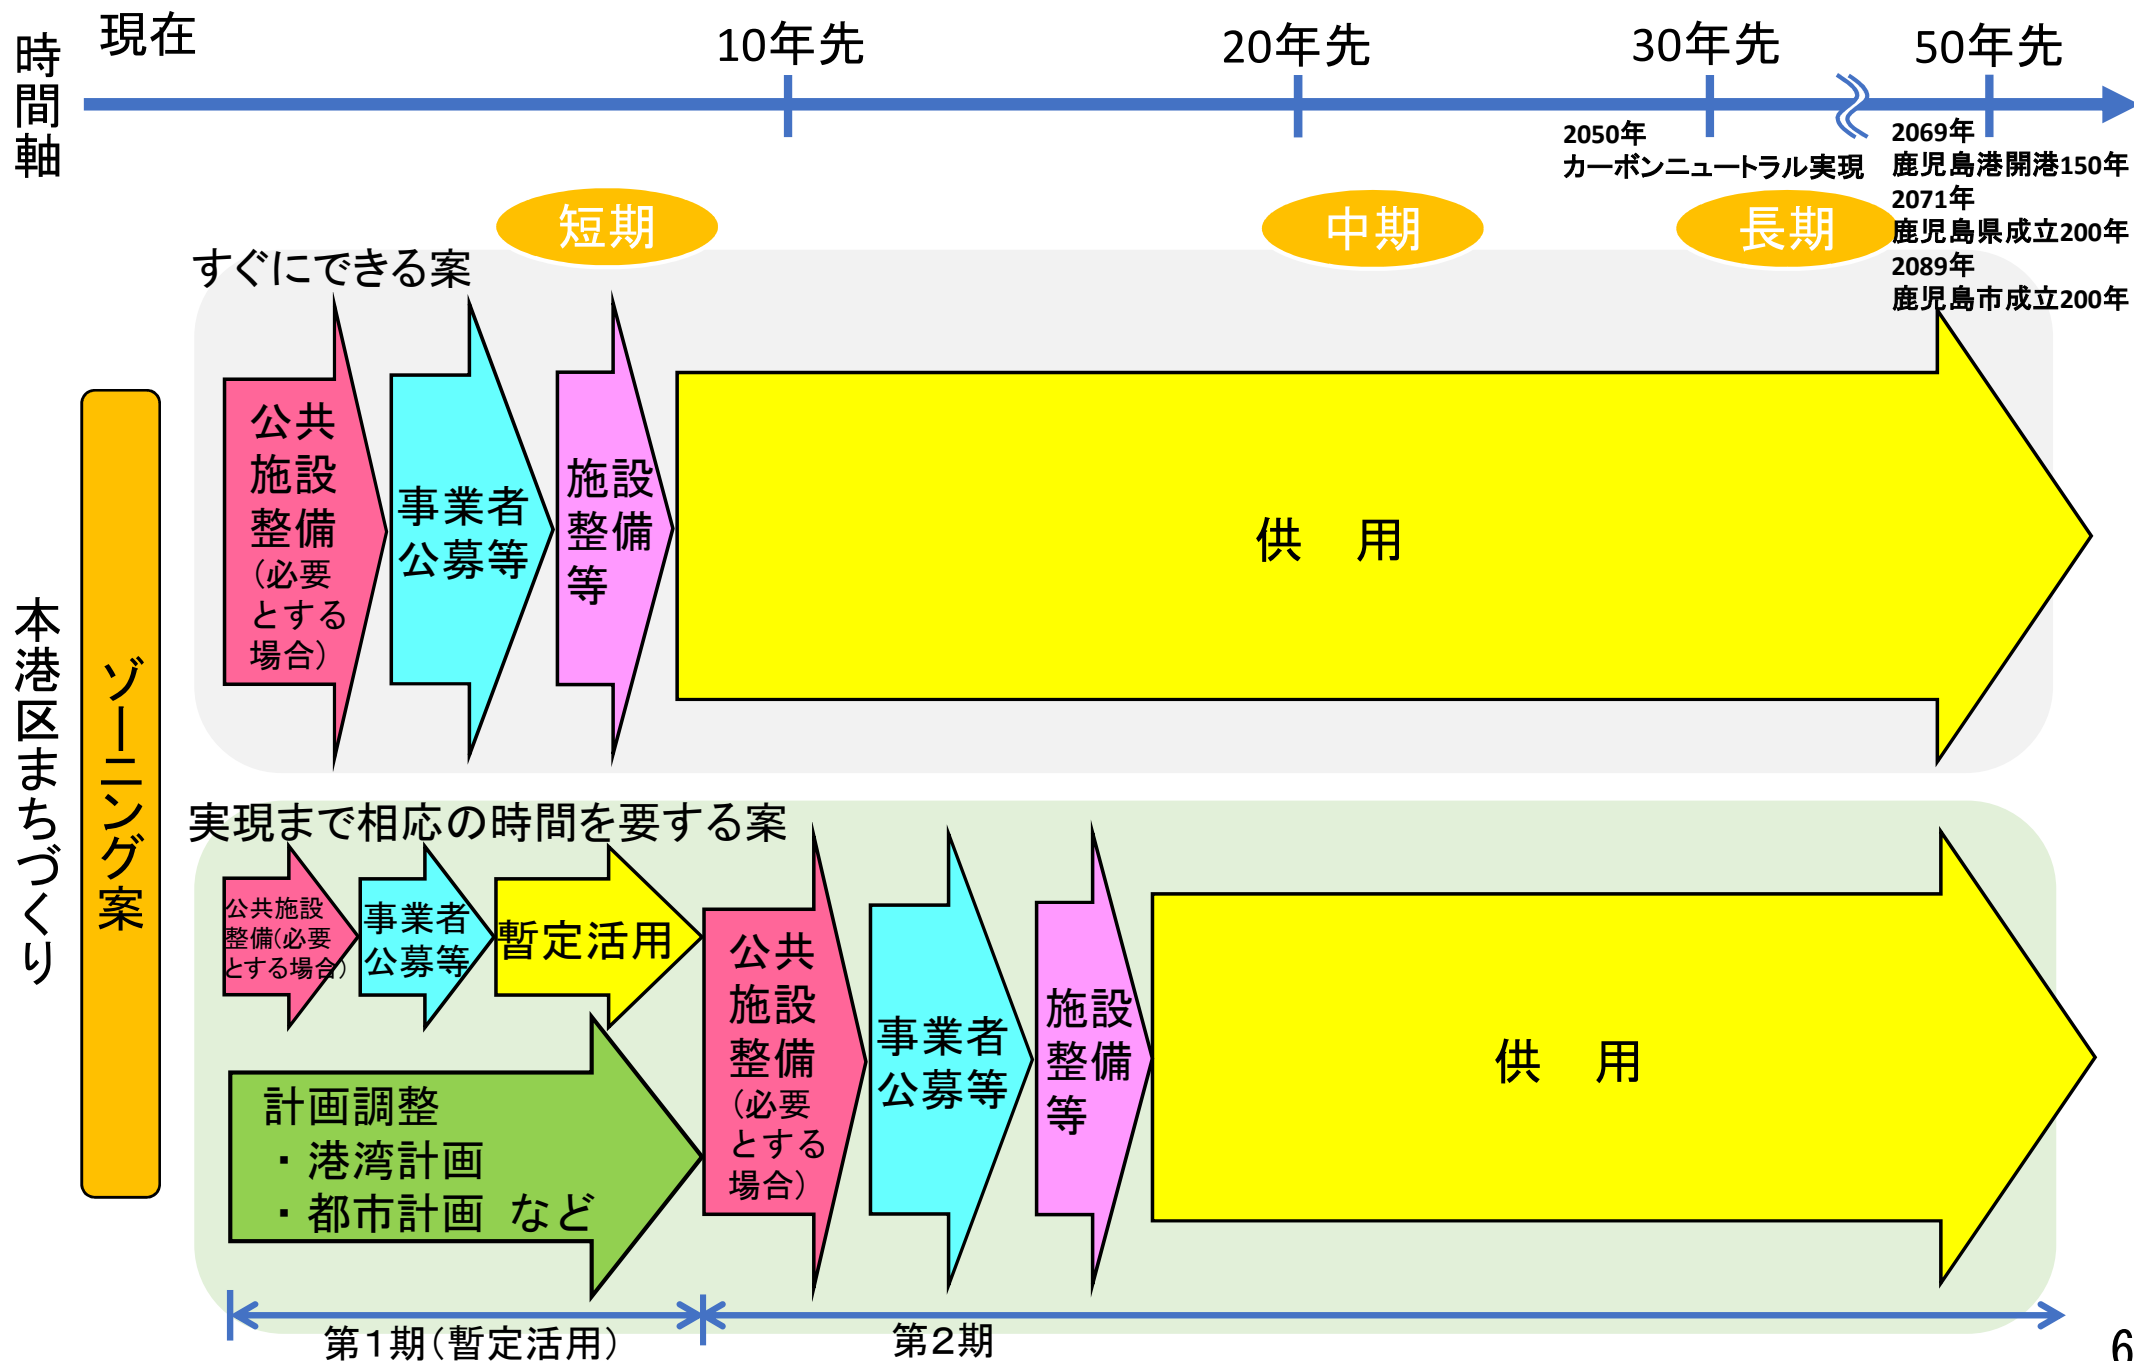 時間軸
現在
10年先
20年先
30年先
50年先
2050年
カーボンニュートラル実現
2069年
鹿児島港開港150年
2071年
鹿児島県成立200年
2089年
鹿児島市成立200年
短期
中期
長期
本港区まちづくり
ゾーニング案
すぐにできる案
公共
施設
整備
(必要
とする
場合)
事業者
公募等
施設
整備
等
供　用
実現まで相応の時間を要する案
公共施設
整備(必要
とする場合)
事業者
公募等
暫定活用
計画調整
・港湾計画
・都市計画 など
公共
施設
整備
(必要
とする
場合)
事業者
公募等
施設
整備
等
供　用
第1期(暫定活用)
第2期
6